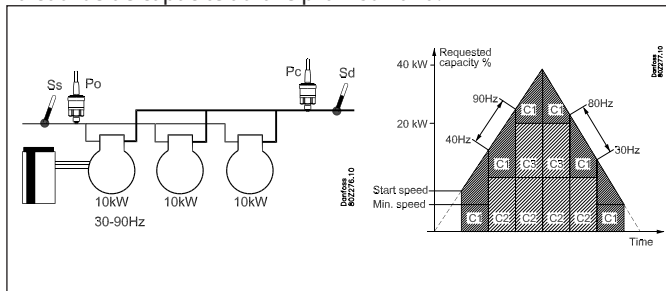 Ss
Po
Pc
Sd
10kW
10kW
10kW
30-90Hz
Danfoss
80Z276.10
Requested
capacity %
40 kW
20 kW
90Hz
80Hz
40Hz
30Hz
C1 C1
C1 C3 C3 C1
Start speed
Min. speed
C1 C2 C2 C2 C2 C1
Time
Danfoss
80Z277.10